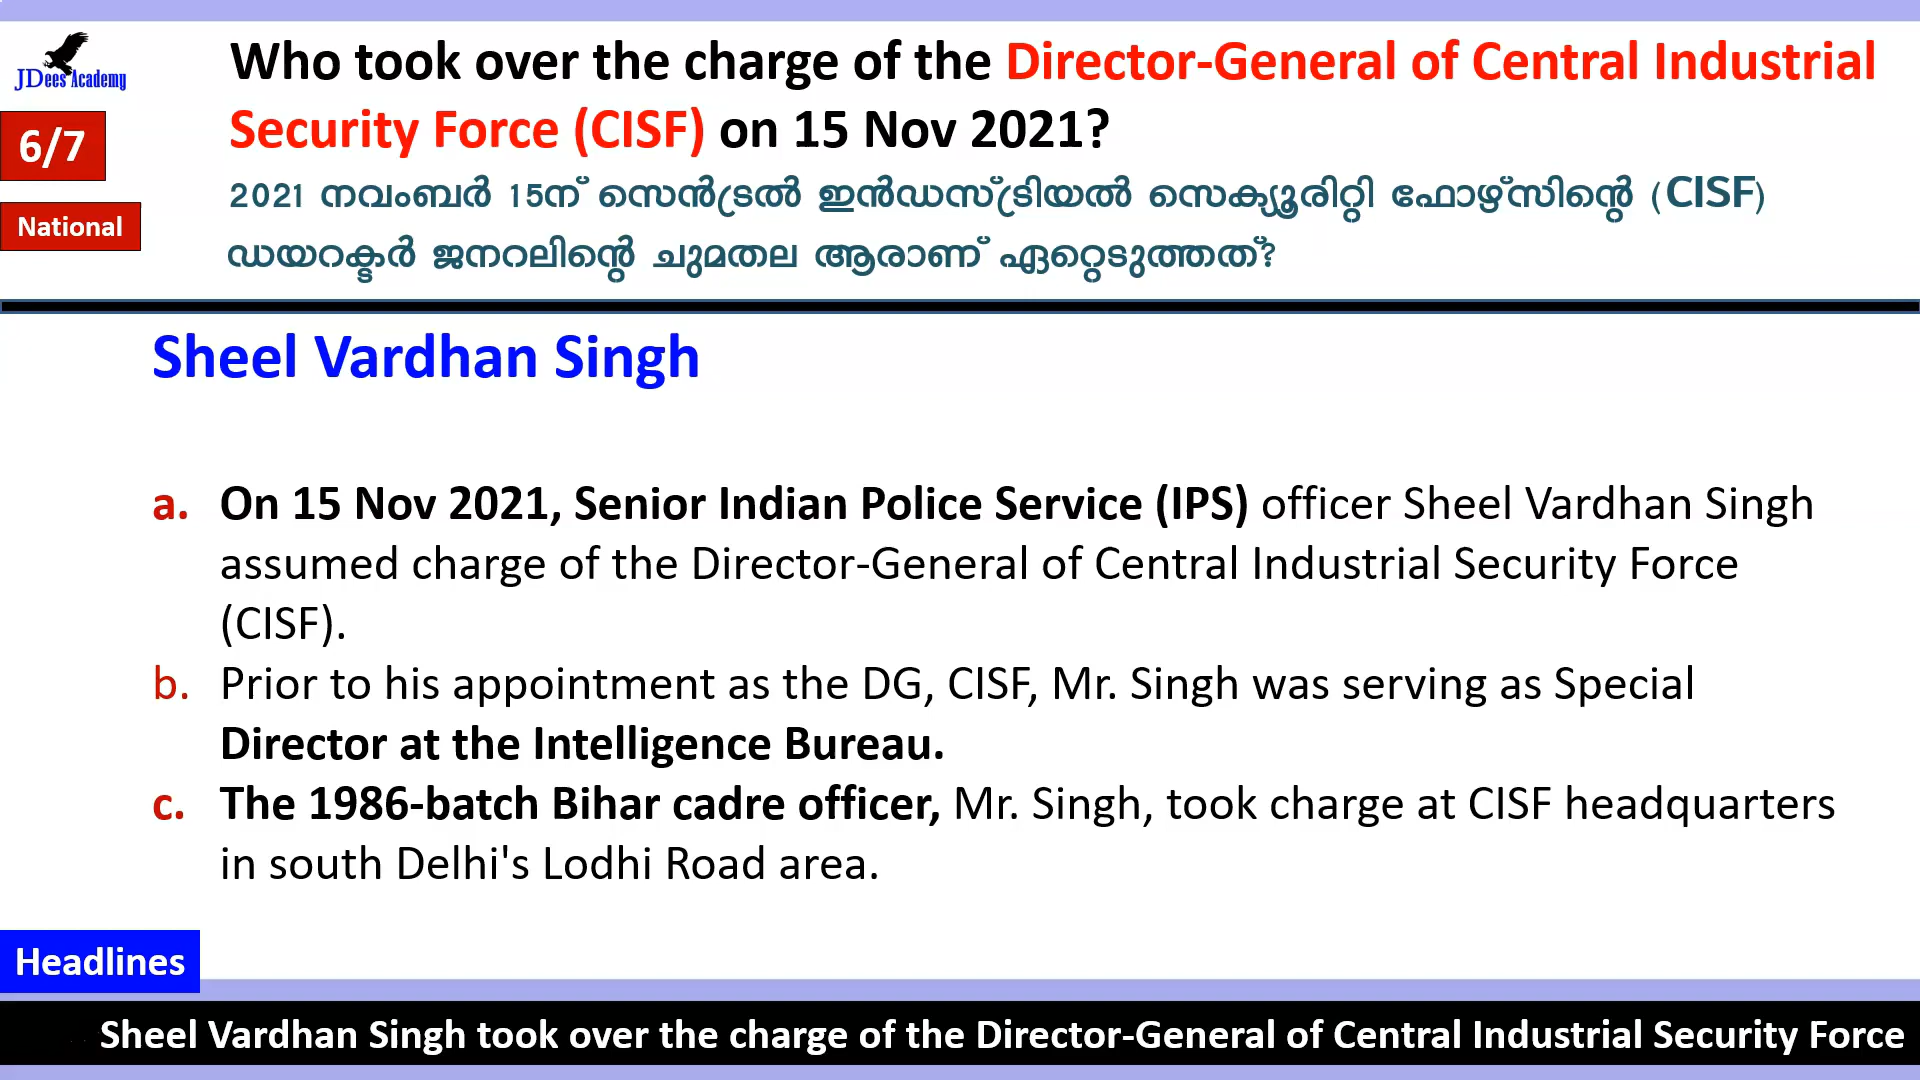 JDees Academy
Who took over the charge of the Director-General of Central Industrial
Security Force (CISF) on 15 Nov 2021?
6/7
National
2021 നവംബർ 15ന് സെൻട്രൽ ഇൻഡസ്ട്രിയൽ സെക്യൂരിറ്റി ഫോഴ്സിന്റെ (CISF)
ഡയറക്ടർ ജനറലിന്റെ ചുമതല ആരാണ് ഏറ്റെടുത്തത്?
Sheel Vardhan Singh
a. On 15 Nov 2021, Senior Indian Police Service (IPS) officer Sheel Vardhan Singh
assumed charge of the Director-General of Central Industrial Security Force
(CISF).
b. Prior to his appointment as the DG, CISF, Mr. Singh was serving as Special
Director at the Intelligence Bureau.
c. The 1986-batch Bihar cadre officer, Mr. Singh, took charge at CISF headquarters
in south Delhi's Lodhi Road area.
Headlines
Sheel Vardhan Singh took over the charge of the Director-General of Central Industrial Security Force